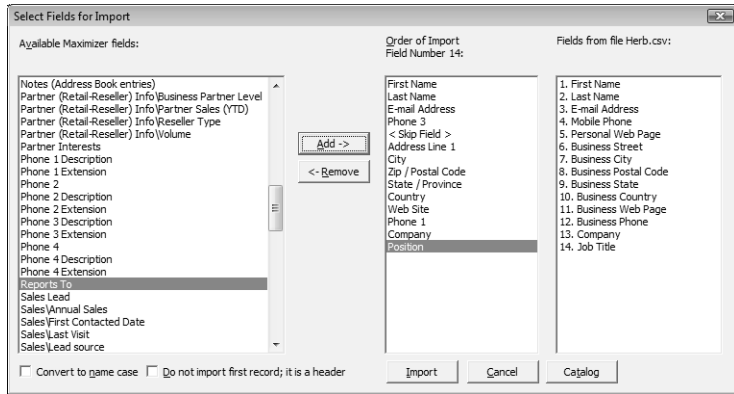 Select Fields for Import
Available Maximizer fields:
Notes (Address Book entries)
Partner (Retail-Reseller) Info\Business Partner Level
Partner (Retail-Reseller) Info\Partner Sales (YTD)
Partner (Retail-Reseller) Info\Reseller Type
Partner (Retail-Reseller) Info\Volume
Partner Interests
Phone 1 Description
Phone 1 Extension
Phone 2
Phone 2 Description
Phone 2 Extension
Phone 3 Description
Phone 3 Extension
Phone 4
Phone 4 Description
Phone 4 Extension
Reports To
Sales Lead
Sales\Annual Sales
Sales\First Contacted Date
Sales\Last Visit
Sales\Lead source
Add ->
<- Remove
Order of Import
Field Number 14:
First Name
Last Name
E-mail Address
Phone 3
< Skip Field >
Address Line 1
City
Zip / Postal Code
State / Province
Country
Web Site
Phone 1
Company
Position
Fields from file Herb.csv:
1. First Name
2. Last Name
3. E-mail Address
4. Mobile Phone
5. Personal Web Page
6. Business Street
7. Business City
8. Business Postal Code
9. Business State
10. Business Country
11. Business Web Page
12. Business Phone
13. Company
14. Job Title
Convert to name case
Do not import first record; it is a header
Import
Cancel
Catalog